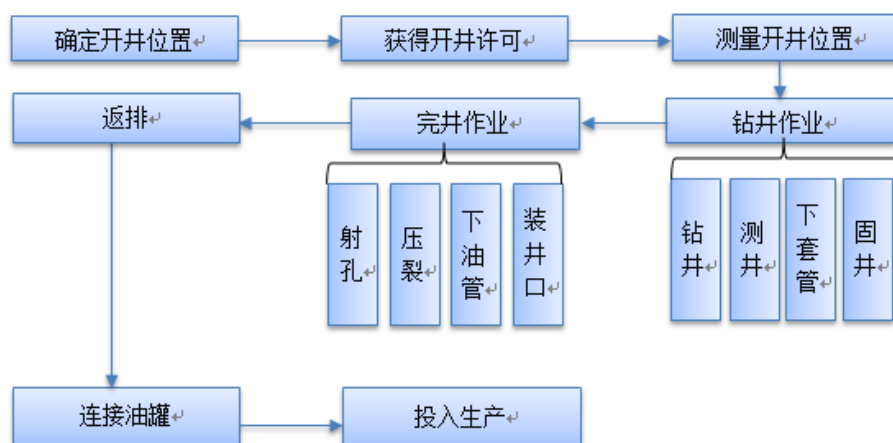 确定开井位置
获得开井许可
测量开井位置
返排
完井作业
钻井作业
射孔
压裂
下油管
装井口
钻井
测井
下套管
固井
连接油罐
投入生产